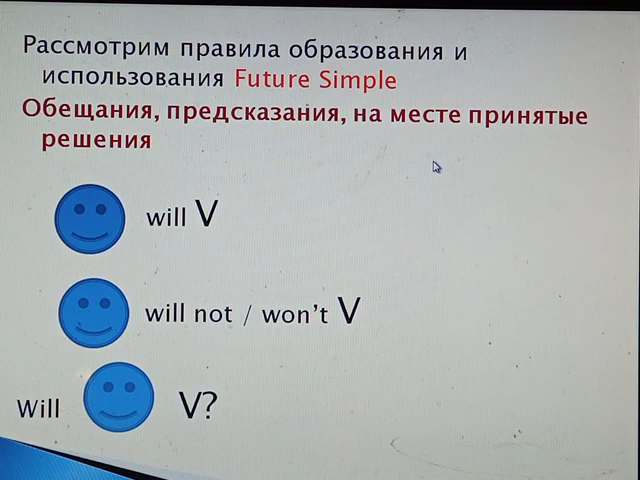 Рассмотрим правила образования и
использования Future Simple
Обещания, предсказания, на месте принятые
решения
will V
will not / won't V
Will V?